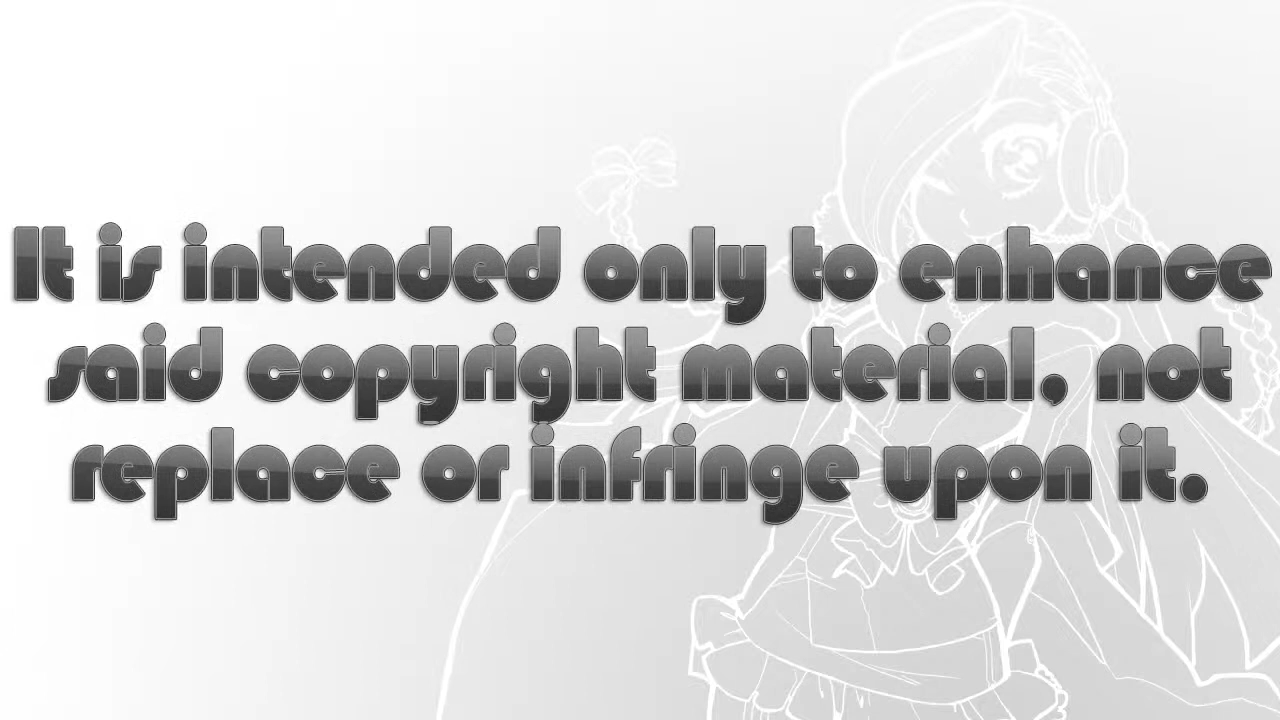 It is intended only to enhance
said copyright material, not
replace or infringe upon it.